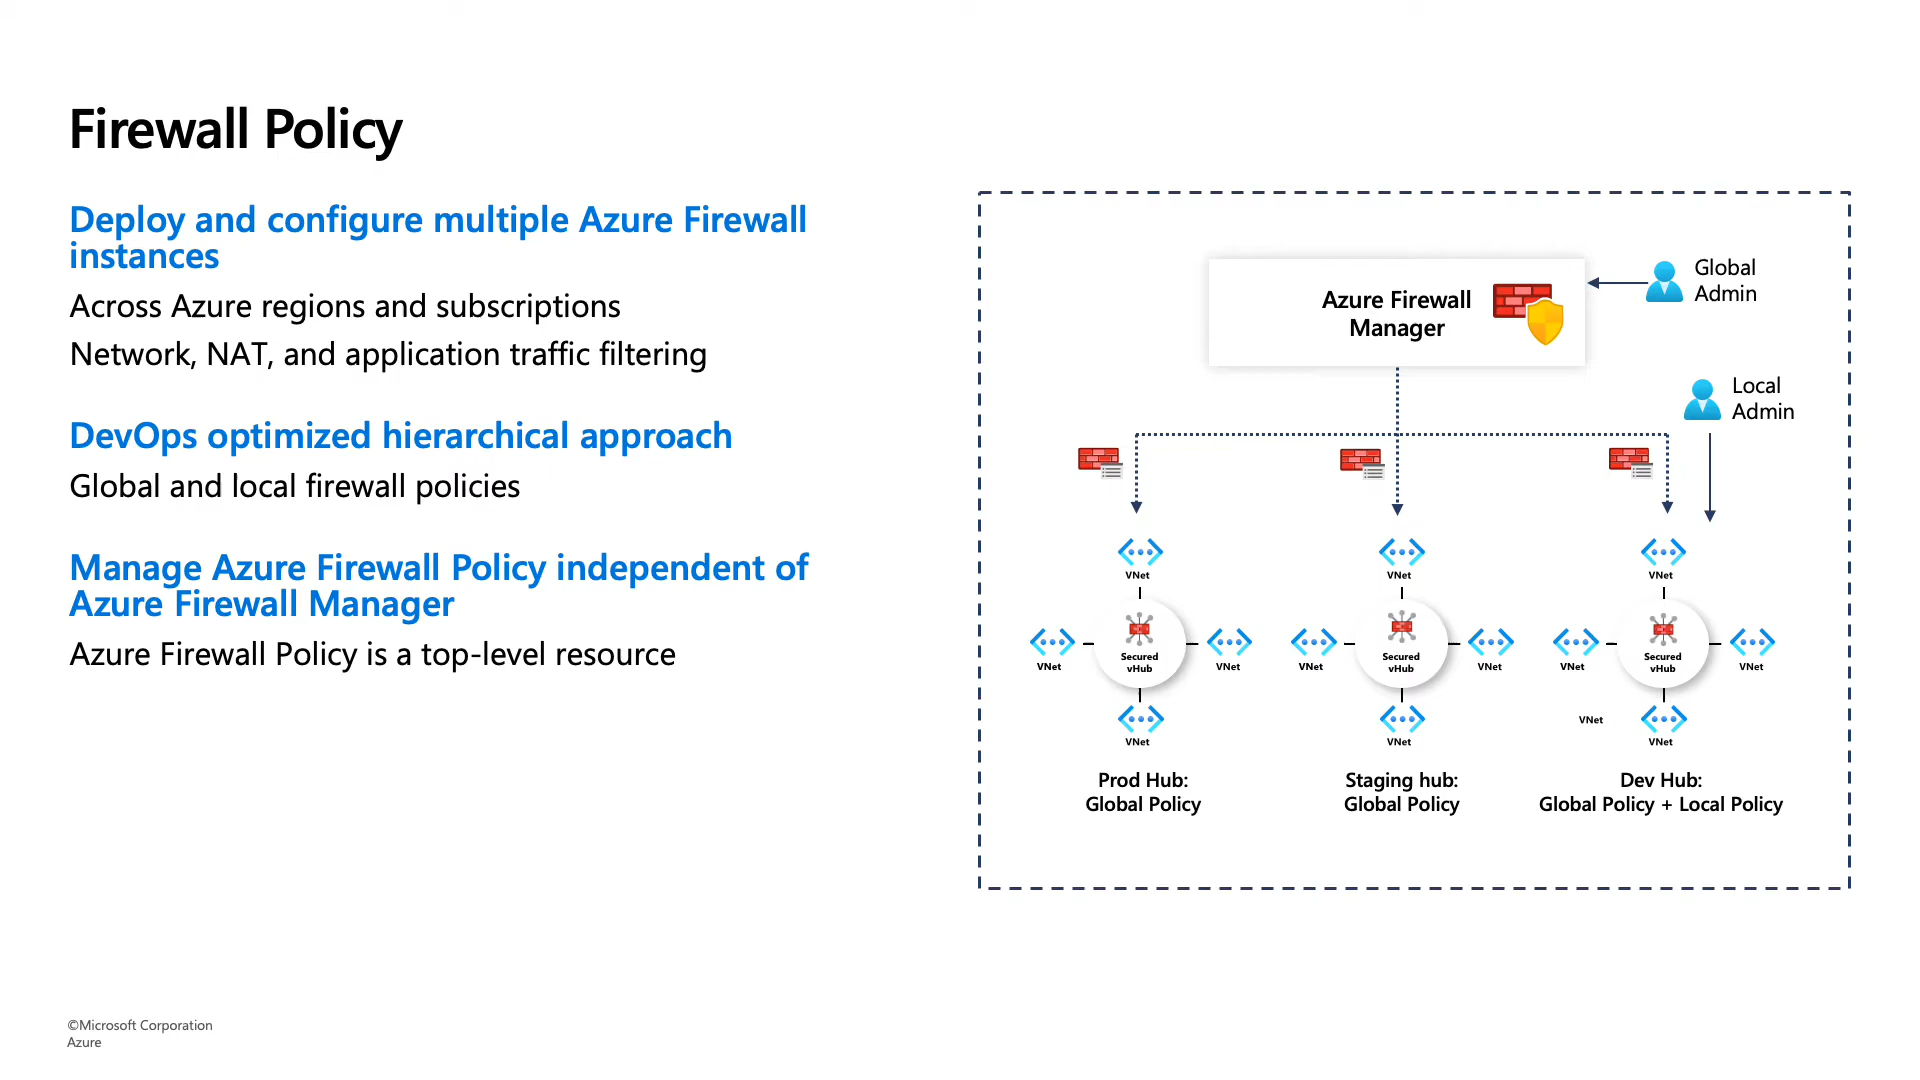 Firewall Policy
Deploy and configure multiple Azure Firewall
instances
Across Azure regions and subscriptions
Network, NAT, and application traffic filtering
DevOps optimized hierarchical approach
Global and local firewall policies
Manage Azure Firewall Policy independent of
Azure Firewall Manager
Azure Firewall Policy is a top-level resource
Azure Firewall
Manager
Global
Admin
Local
Admin
VNet
VNet
Secured
vHub
VNet
VNet
Prod Hub:
Global Policy
VNet
VNet
Secured
vHub
VNet
VNet
Staging hub:
Global Policy
VNet
VNet
Secured
vHub
VNet
VNet
VNet
Dev Hub:
Global Policy + Local Policy
©Microsoft Corporation
Azure